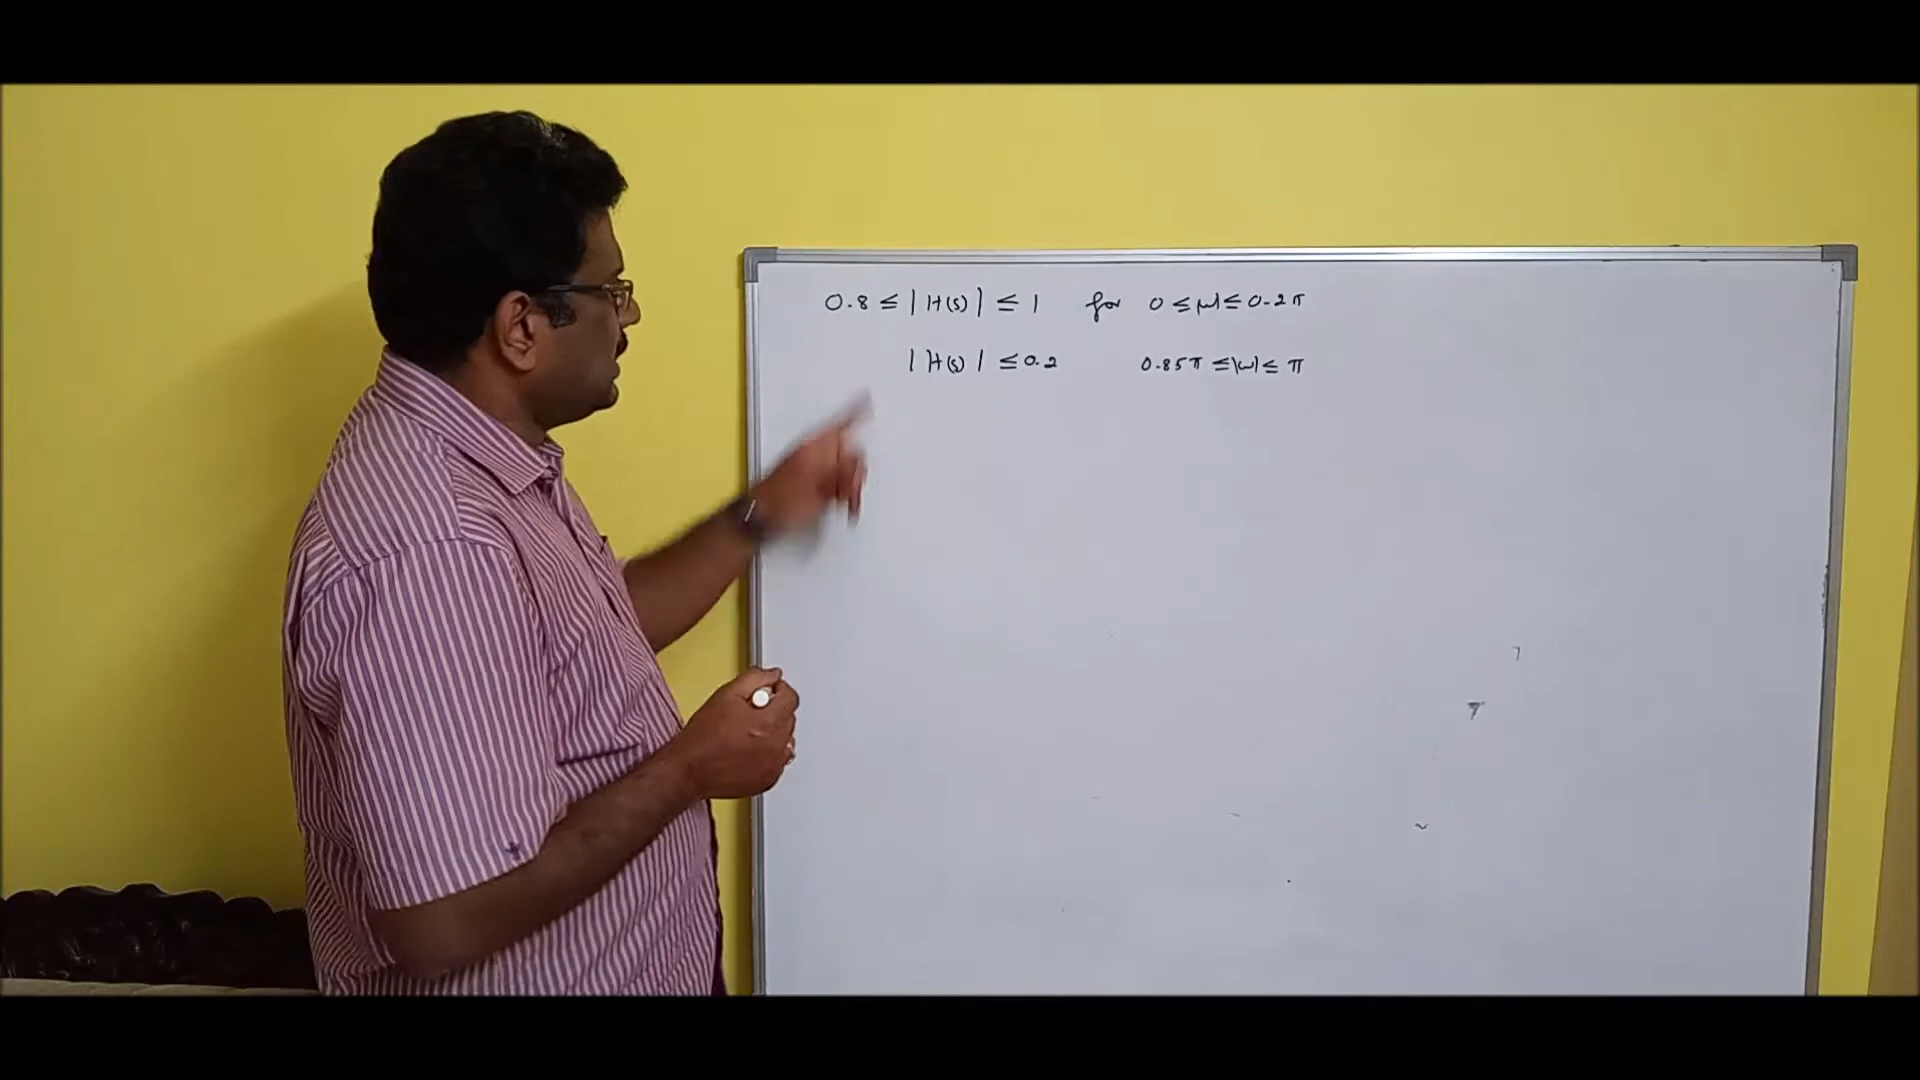 0.8 ≤ | H(s) | ≤ 1 for 0 ≤ |ω| ≤ 0.2π
| H(s) | ≤ 0.2 0.85π ≤ |ω| ≤ π